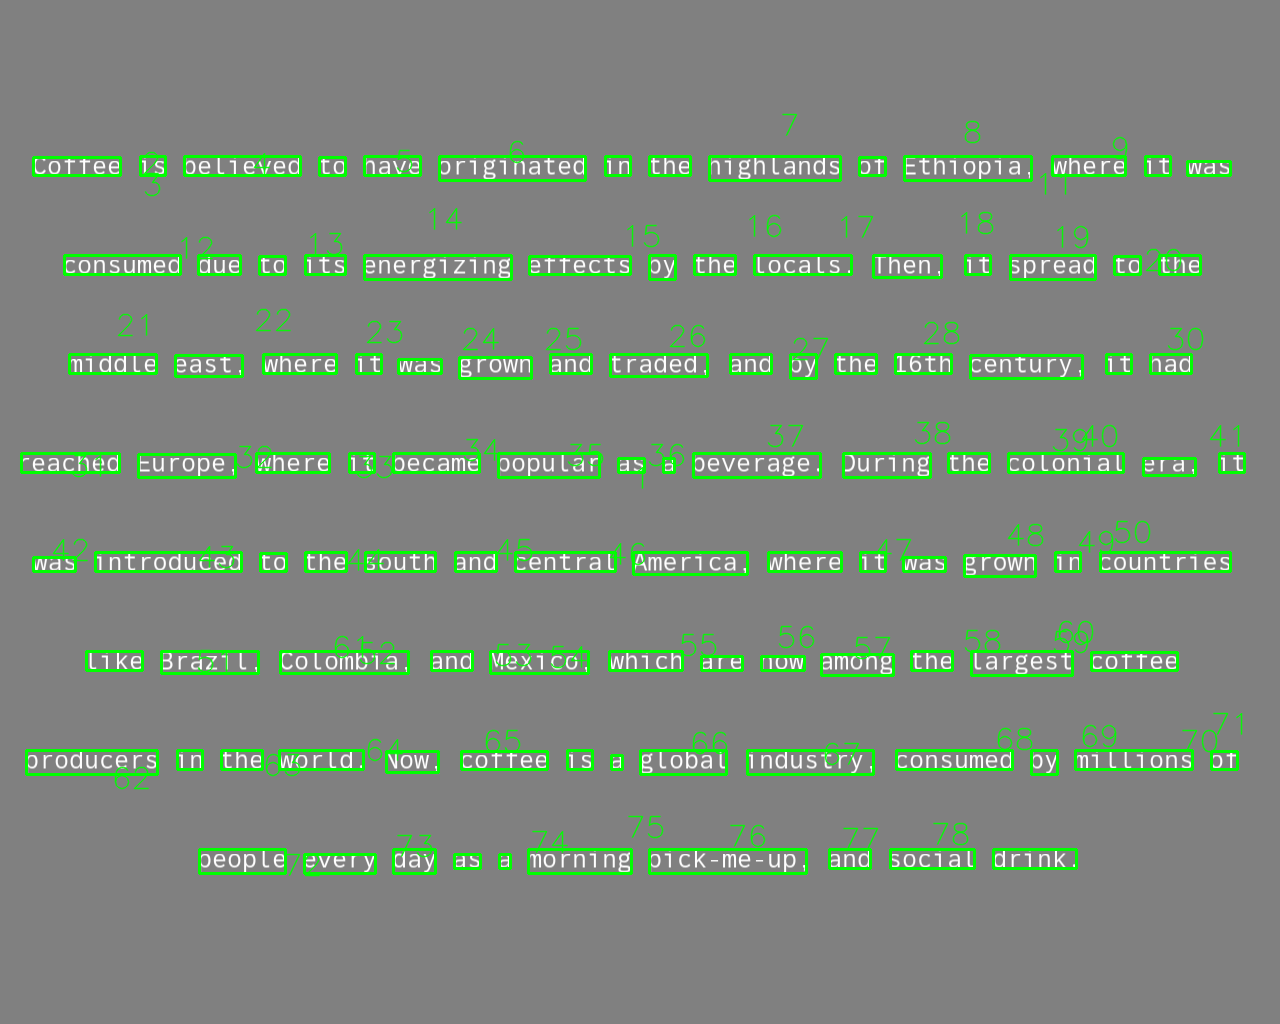 Coffee is believed to have originated in the highlands of Ethiopia, where it was
consumed due to its energizing effects by the locals. Then, it spread to the
middle east, where it was grown and traded, and by the 16th century, it had
reached Europe, where it became popular as a beverage. During the colonial era, it
was introduced to the south and central America, where it was grown in countries
like Brazil, Colombia, and Mexico, which are now among the largest coffee
producers in the world. Now, coffee is a global industry, consumed by millions of
people every day as a morning pick-me-up, and social drink.